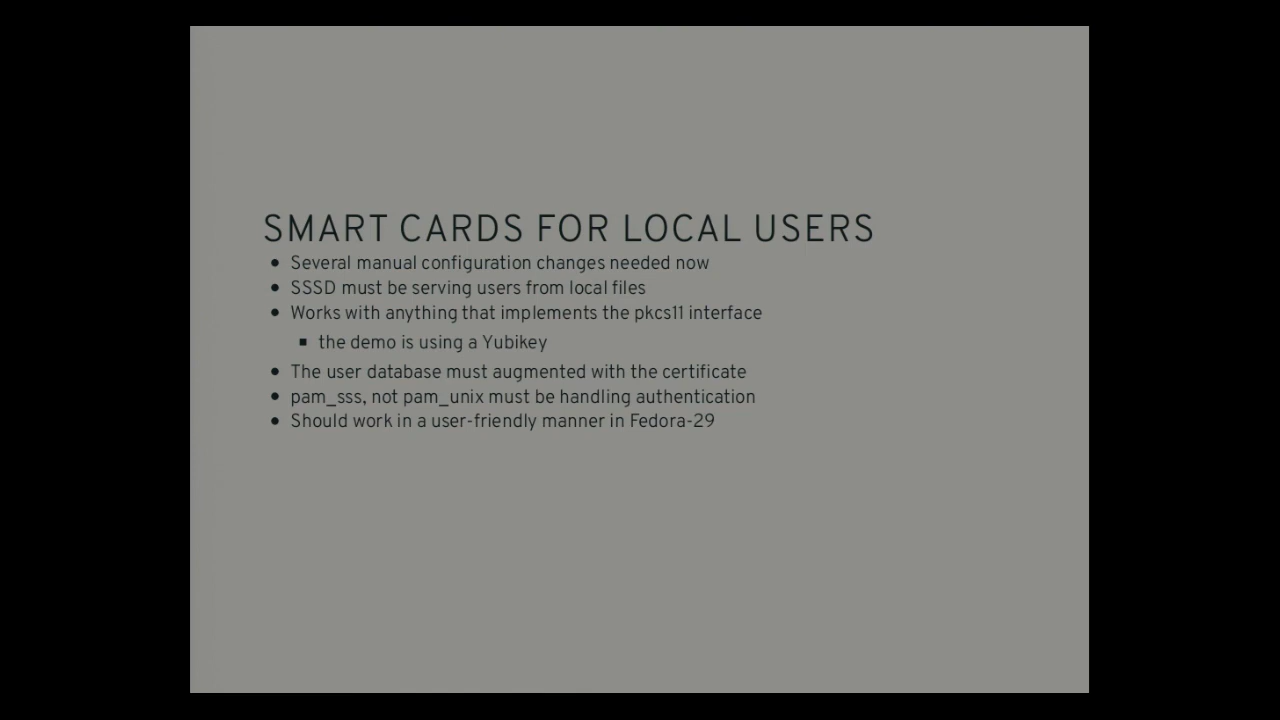 SMART CARDS FOR LOCAL USERS
Several manual configuration changes needed now
SSSD must be serving users from local files
Works with anything that implements the pkcs11 interface
the demo is using a Yubikey
The user database must augmented with the certificate
pam_sss, not pam_unix must be handling authentication
Should work in a user-friendly manner in Fedora-29